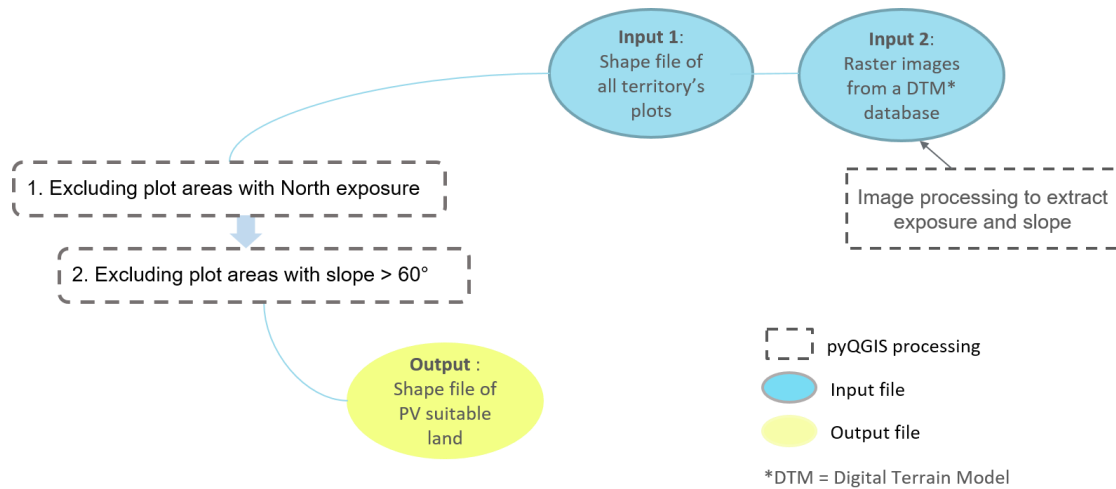 Input 1:
Shape file of
all territory's
plots
Input 2:
Raster images
from a DTM*
database
1. Excluding plot areas with North exposure
Image processing to extract
exposure and slope
2. Excluding plot areas with slope > 60°
Output :
Shape file of
PV suitable
land
pyQGIS processing
Input file
Output file
*DTM = Digital Terrain Model